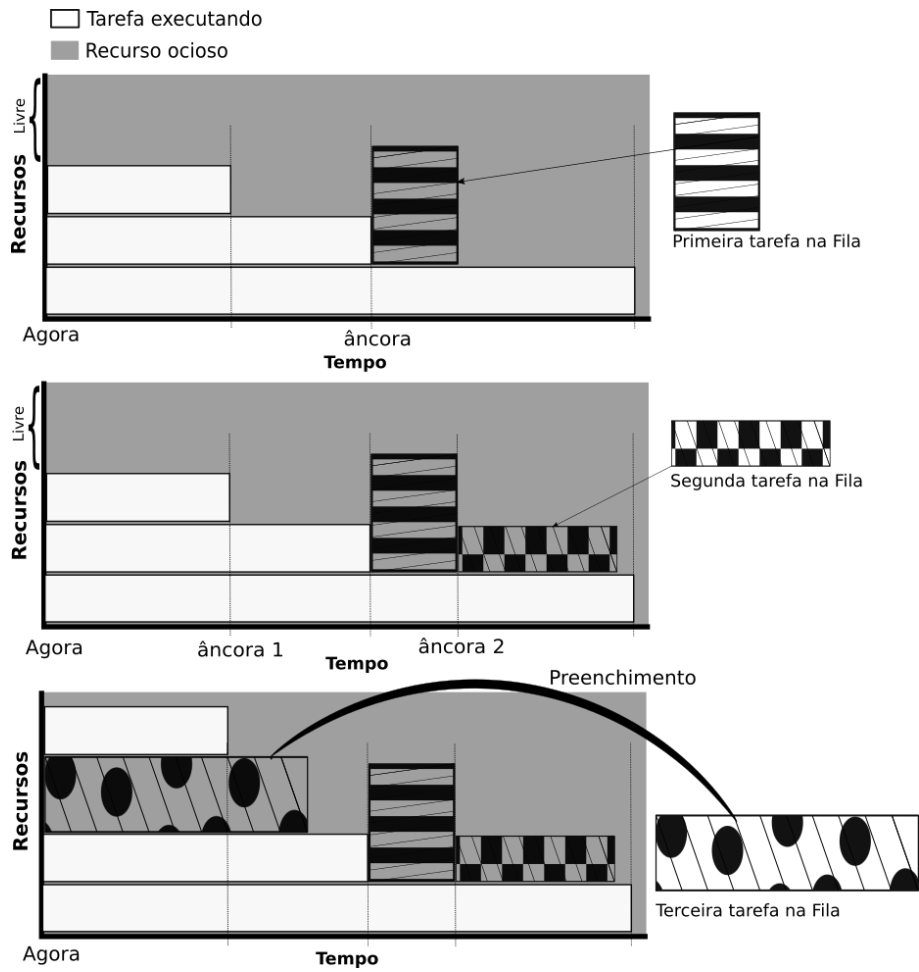 Tarefa executando
Recurso ocioso
Livre
Recursos
Primeira tarefa na Fila
Agora
âncora
Tempo
Livre
Recursos
Segunda tarefa na Fila
Agora
âncora 1
Tempo
âncora 2
Preenchimento
Recursos
Terceira tarefa na Fila
Agora
Tempo